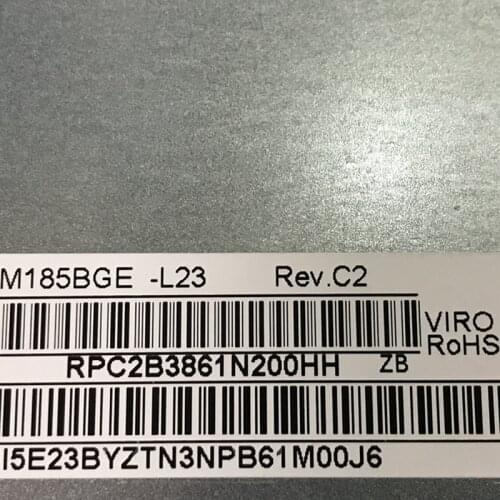 M185BGE -L23 Rev.C2
VIRO
RoHS
RPC2B3861N200HH ZB
I5E23BYZTN3NPB61M00J6